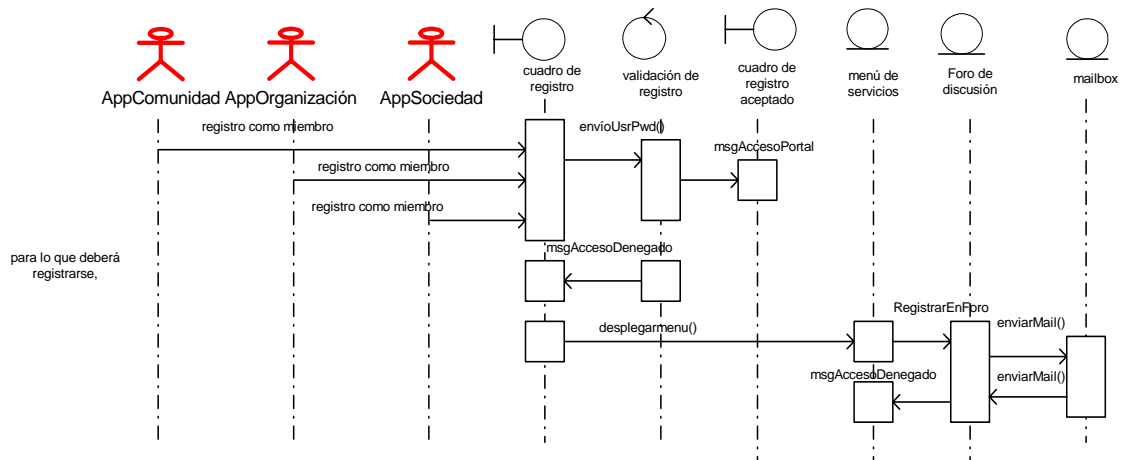 cuadro de
registro
validación de
registro
cuadro de
registro
aceptado
menú de
servicios
Foro de
discusión
mailbox
AppComunidad
AppOrganización
AppSociedad
registro como miembro
envíoUsrPwd()
msgAccesoPortal
registro como miembro
registro como miembro
para lo que deberá
registrarse,
msgAccesoDenegado
RegistrarEnForo
desplegarmenu()
enviarMail()
msgAccesoDenegado
enviarMail()